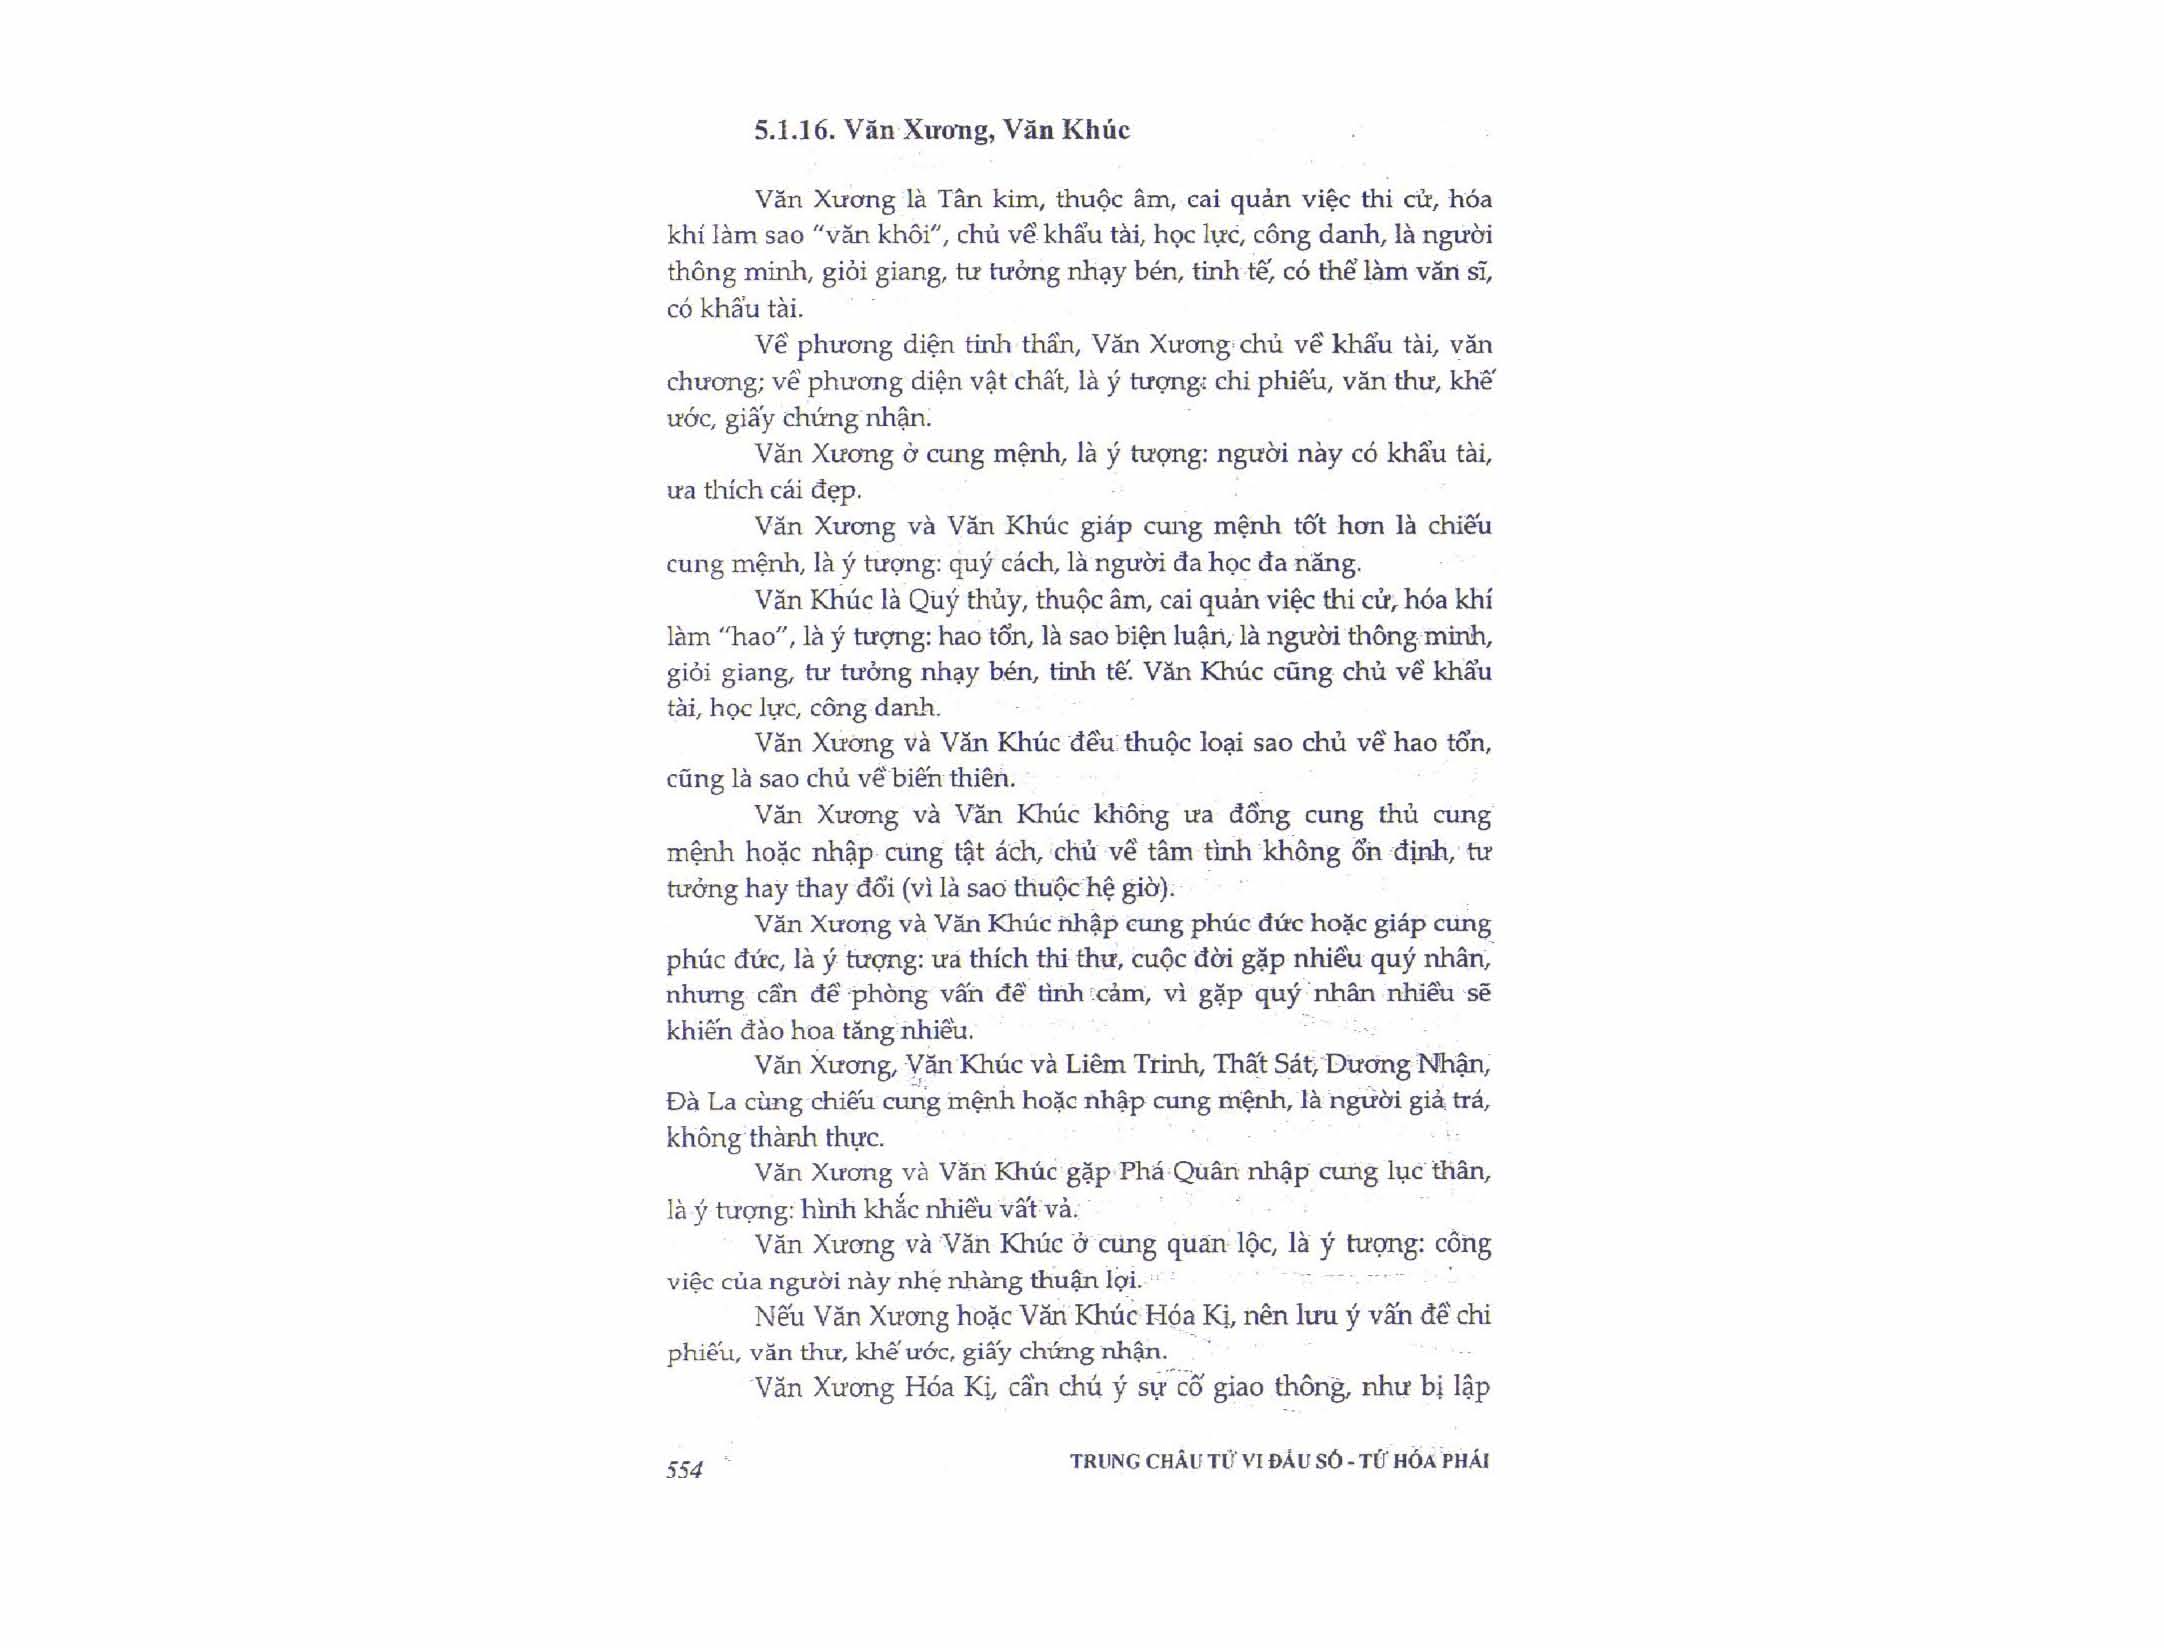 5.1.16. Văn Xương, Văn Khúc
Văn Xương là Tân kim, thuộc âm, cai quản việc thi cử, hóa
khí làm sao "văn khôi", chủ về khẩu tài, học lực, công danh, là người
thông minh, giỏi giang, tư tưởng nhạy bén, tinh tế, có thể làm văn sĩ,
có khẩu tài.
Về phương diện tinh thần, Văn Xương chủ về khẩu tài, văn
chương; về phương diện vật chất, là ý tượng: chi phiếu, văn thư, khế
ước, giấy chứng nhận.
Văn Xương ở cung mệnh, là ý tượng: người này có khẩu tài,
ưa thích cái đẹp.
Văn Xương và Văn Khúc giáp cung mệnh tốt hơn là chiếu
cung mệnh, là ý tượng: quý cách, là người đa học đa năng.
Văn Khúc là Quý thủy, thuộc âm, cai quản việc thi cử, hóa khí
làm "hao", là ý tượng: hao tổn, là sao biện luận, là người thông minh,
giỏi giang, tư tưởng nhạy bén, tinh tế. Văn Khúc cũng chủ về khẩu
tài, học lực, công danh.
Văn Xương và Văn Khúc đều thuộc loại sao chủ về hao tổn,
cũng là sao chủ về biến thiên.
Văn Xương và Văn Khúc không ưa đồng cung thủ cung
mệnh hoặc nhập cung tật ách, chủ về tâm tình không ổn định, tư
tưởng hay thay đổi (vì là sao thuộc hệ giờ).
Văn Xương và Văn Khúc nhập cung phúc đức hoặc giáp cung
phúc đức, là ý tượng: ưa thích thi thư, cuộc đời gặp nhiều quý nhân,
nhưng cần đề phòng vấn đề tình cảm, vì gặp quý nhân nhiều sẽ
khiến đào hoa tăng nhiều.
Văn Xương, Văn Khúc và Liêm Trinh, Thất Sát, Dương Nhận,
Đà La cùng chiếu cung mệnh hoặc nhập cung mệnh, là người giả trá,
không thành thực.
Văn Xương và Văn Khúc gặp Phá Quân nhập cung lục thân,
là ý tượng: hình khắc nhiều vất vả.
Văn Xương và Văn Khúc ở cung quan lộc, là ý tượng: công
việc của người này nhẹ nhàng thuận lợi.
Nếu Văn Xương hoặc Văn Khúc Hóa Kị, nên lưu ý vấn đề chi
phiếu, văn thư, khế ước, giấy chứng nhận.
Văn Xương Hóa Kị, cần chú ý sự cố giao thông, như bị lập
554
TRUNG CHÂU TỬ VI ĐẨU SỐ - TỨ HÓA PHÁI